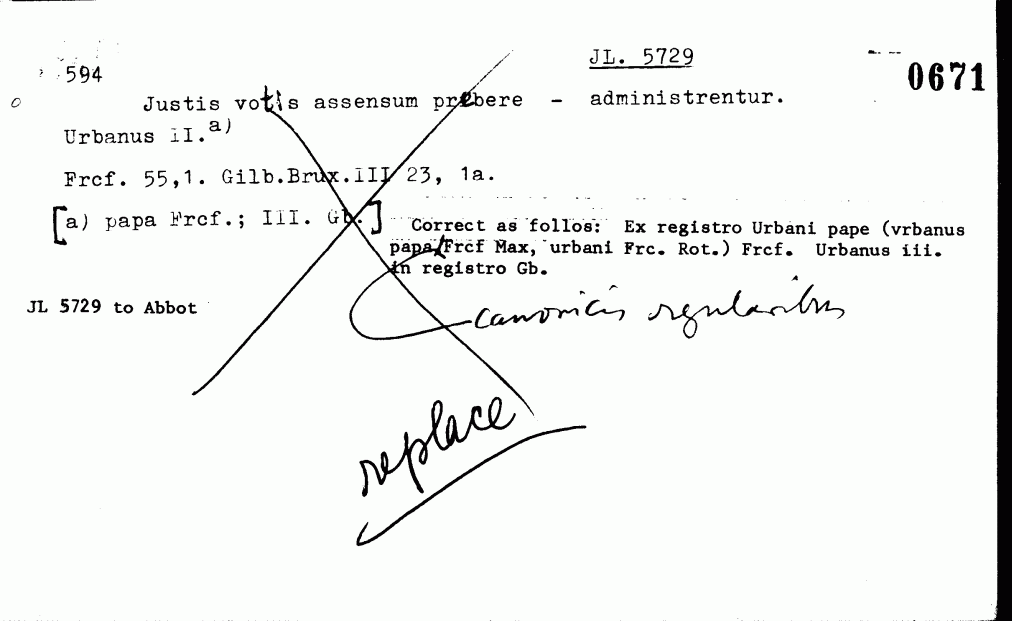 JL. 5729
594
0671
Justis votis assensum prebere - administrentur.
Urbanus II.a)
Frcf. 55,1. Gilb.Brux.III 23, 1a.
[a) papa Frcf.; III. Gb.]
Correct as follos: Ex registro Urbani pape (vrbanus
papa Frcf Max, urbani Frc. Rot.) Frcf. Urbanus iii.
in registro Gb.
JL 5729 to Abbot
canonicis regularibus
replace